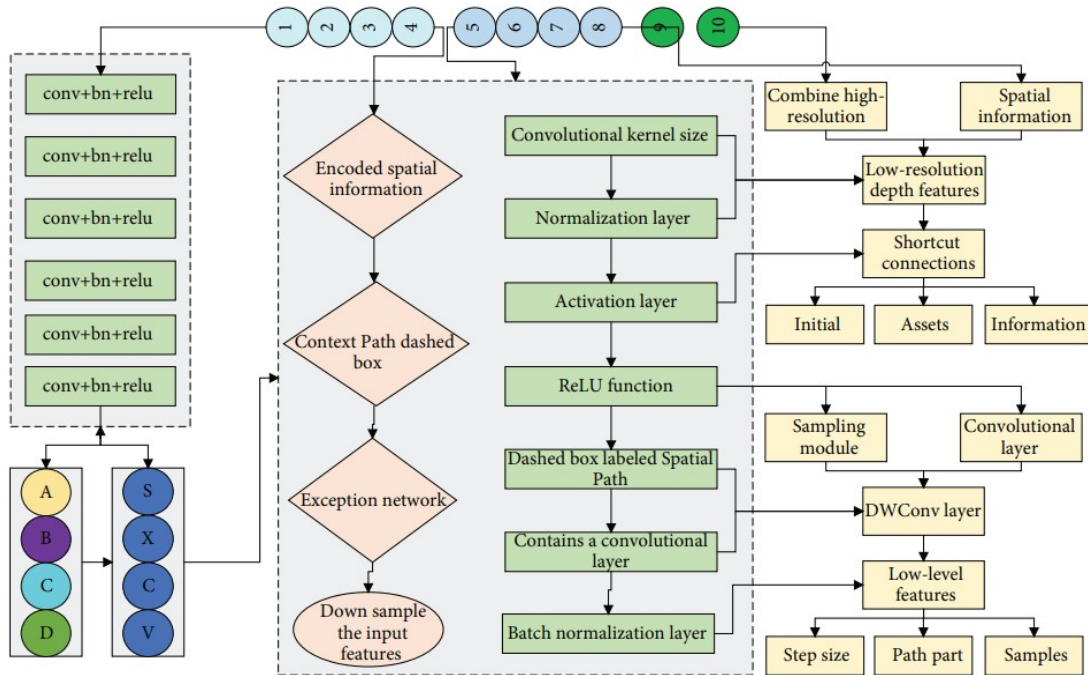 1 2 3 4 5 6 7 8 9 10
conv+bn+relu
conv+bn+relu
conv+bn+relu
conv+bn+relu
conv+bn+relu
conv+bn+relu
A
B
C
D
S
X
C
V
Encoded spatial
information
Context Path dashed
box
Exception network
Down sample
the input
features
Convolutional kernel size
Normalization layer
Activation layer
ReLU function
Dashed box labeled Spatial
Path
Contains a convolutional
layer
Batch normalization layer
Combine high-
resolution
Spatial
information
Low-resolution
depth features
Shortcut
connections
Initial
Assets
Information
Sampling
module
Convolutional
layer
DWConv layer
Low-level
features
Step size
Path part
Samples